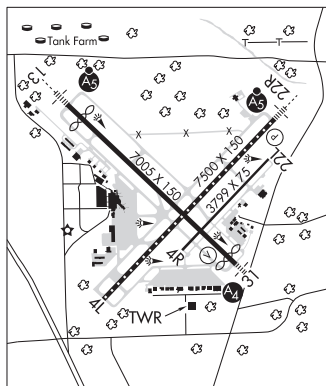 Tank Farm
T T
13
A5
A5
22R
X X X
P
7005 X 150
7500 X 150
22L
3799 X 75
4R
V
31
4L
A4
TWR